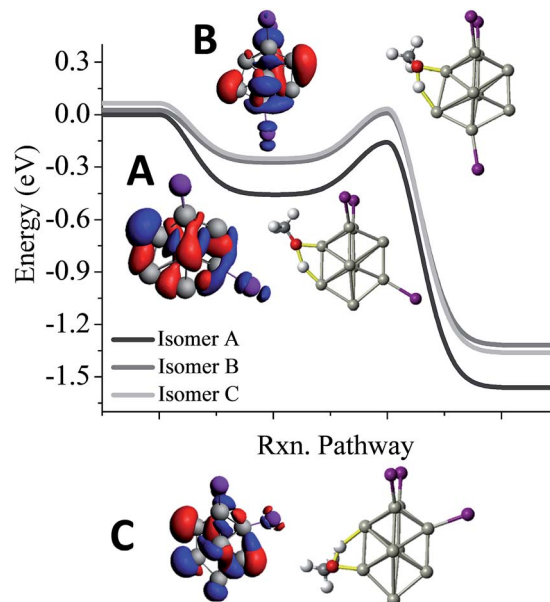 B
0.3
0.0
-0.3
-0.6
-0.9
-1.2
-1.5
Energy (eV)
A
Isomer A
Isomer B
Isomer C
Rxn. Pathway
C